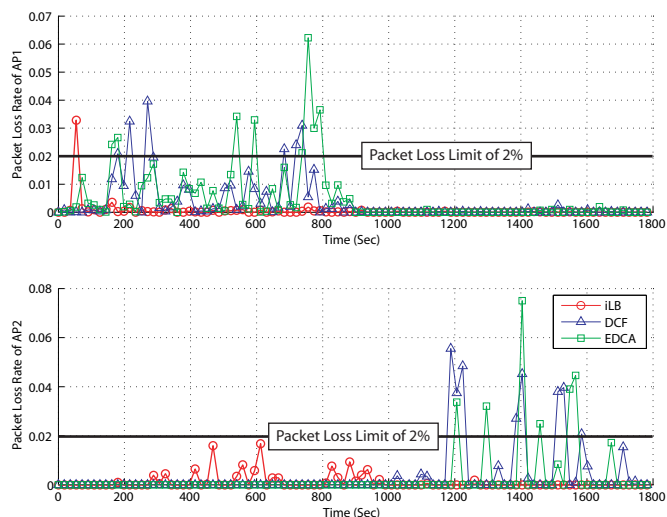 0.07
0.06
0.05
0.04
0.03
0.02
0.01
0
Packet Loss Rate of AP1
Packet Loss Limit of 2%
0 200 400 600 800 1000 1200 1400 1600 1800
Time (Sec)
0.08
0.06
0.04
0.02
0
Packet Loss Rate of AP2
iLB
DCF
EDCA
Packet Loss Limit of 2%
0 200 400 600 800 1000 1200 1400 1600 1800
Time (Sec)